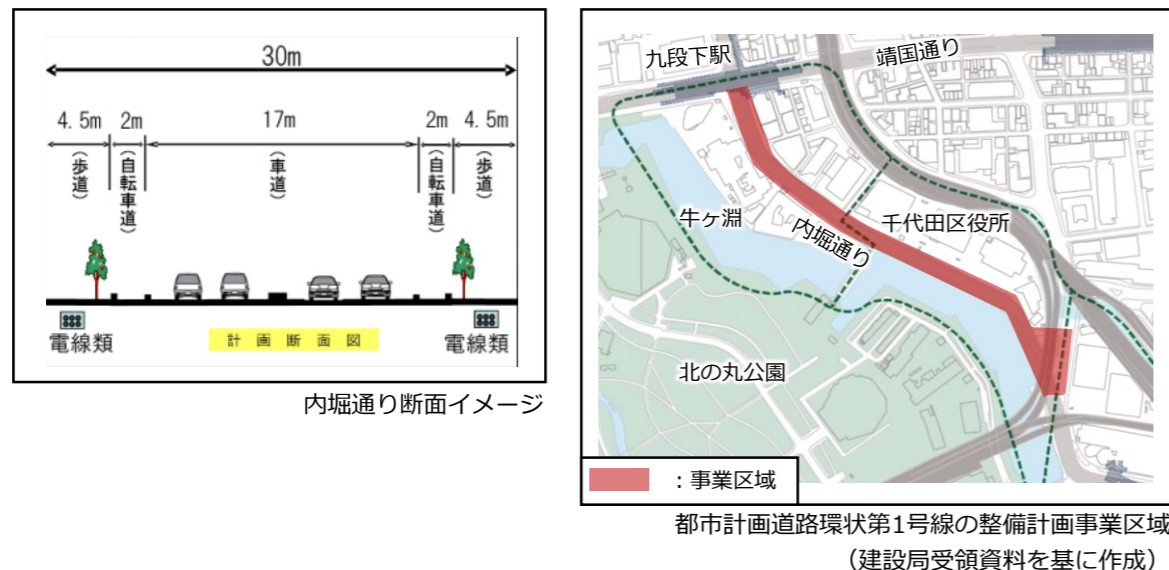 30m
4.5m 2m 17m 2m 4.5m
(歩道) (自転車道) (車道) (自転車道) (歩道)
電線類 計画断面図 電線類
内堀通り断面イメージ
九段下駅
靖国通り
牛ヶ淵
内堀通り
千代田区役所
北の丸公園
:事業区域
都市計画道路環状第1号線の整備計画事業区域
(建設局受領資料を基に作成)